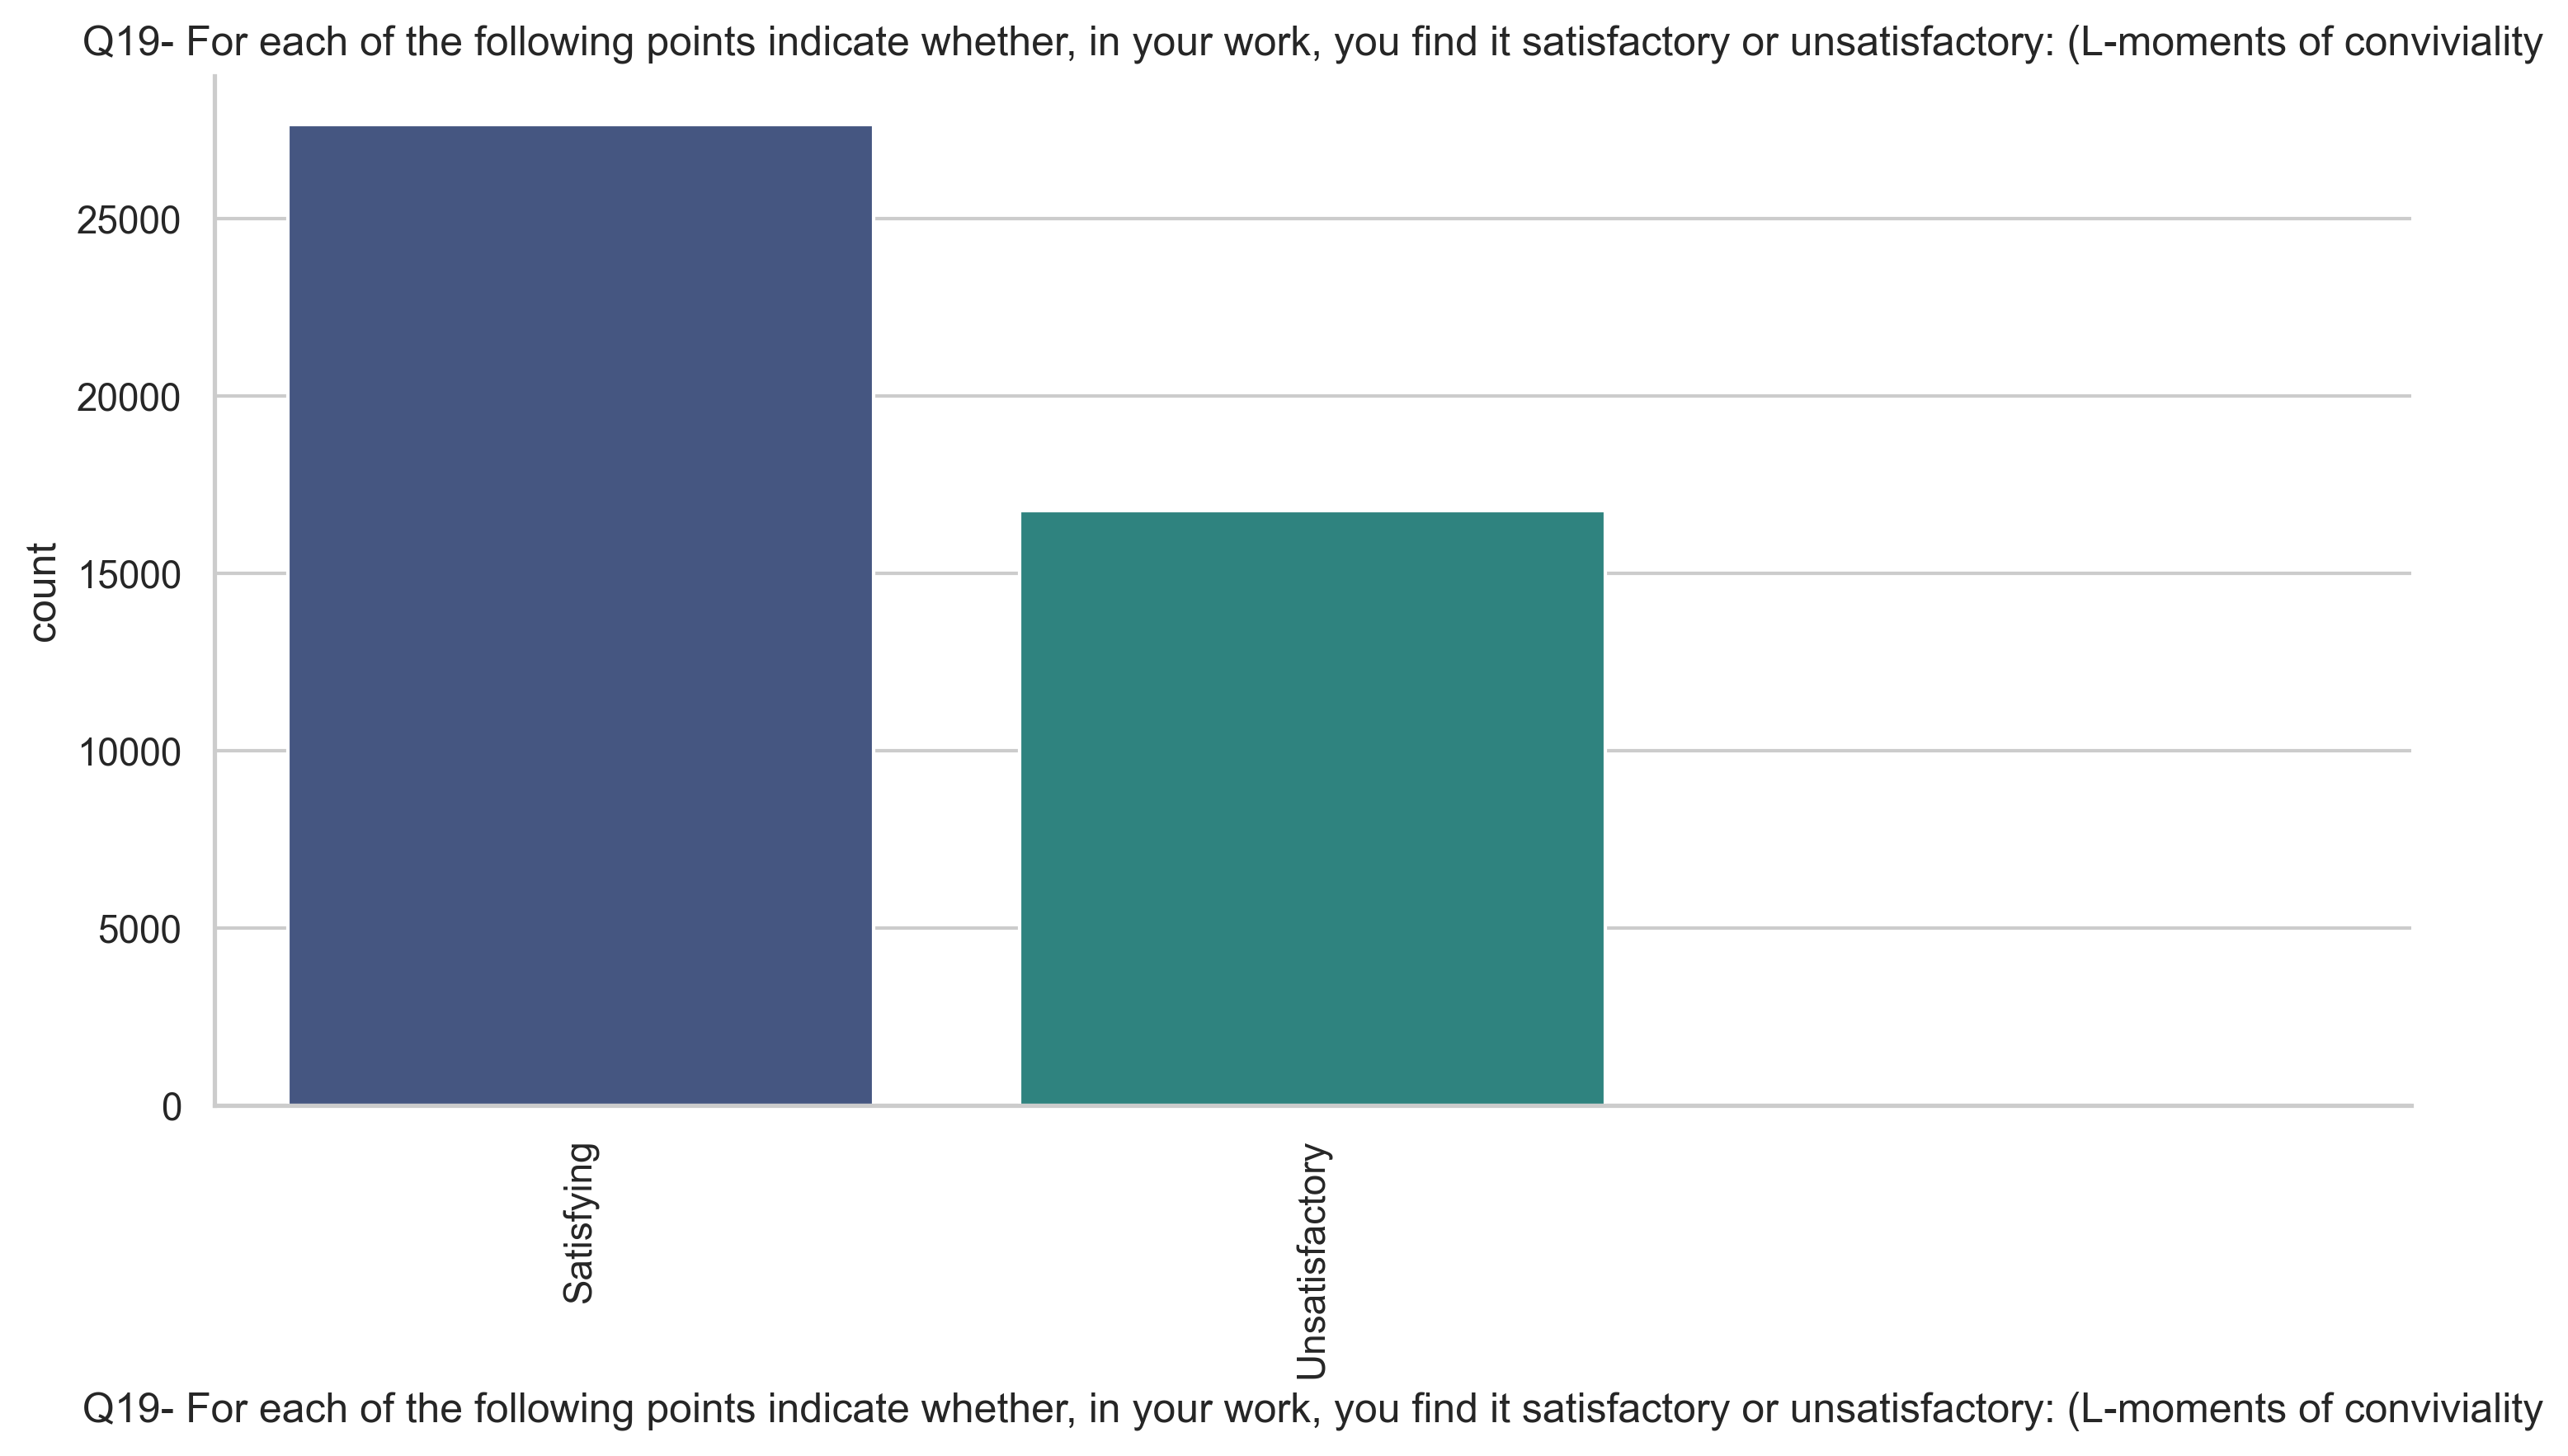 Q19- For each of the following points indicate whether, in your work, you find it satisfactory or unsatisfactory: (L-moments of conviviality
25000
20000
15000
10000
5000
0
count
Satisfying
Unsatisfactory
Q19- For each of the following points indicate whether, in your work, you find it satisfactory or unsatisfactory: (L-moments of conviviality